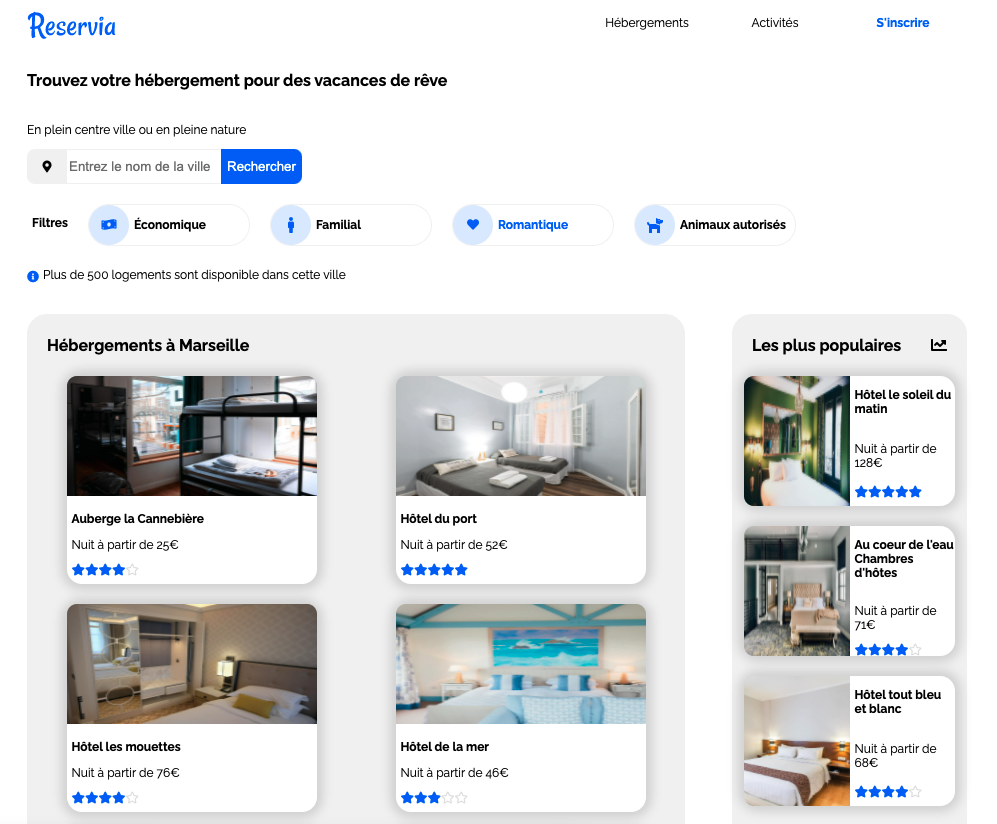 Reservia
Hébergements
Activités
S'inscrire
Trouvez votre hébergement pour des vacances de rêve
En plein centre ville ou en pleine nature
Entrez le nom de la ville
Rechercher
Filtres
Économique
Familial
Romantique
Animaux autorisés
Plus de 500 logements sont disponible dans cette ville
Hébergements à Marseille
Auberge la Cannebière
Nuit à partir de 25€
Hôtel du port
Nuit à partir de 52€
Hôtel les mouettes
Nuit à partir de 76€
Hôtel de la mer
Nuit à partir de 46€
Les plus populaires
Hôtel le soleil du
matin
Nuit à partir de
128€
Au coeur de l'eau
Chambres
d'hôtes
Nuit à partir de
71€
Hôtel tout bleu
et blanc
Nuit à partir de
68€